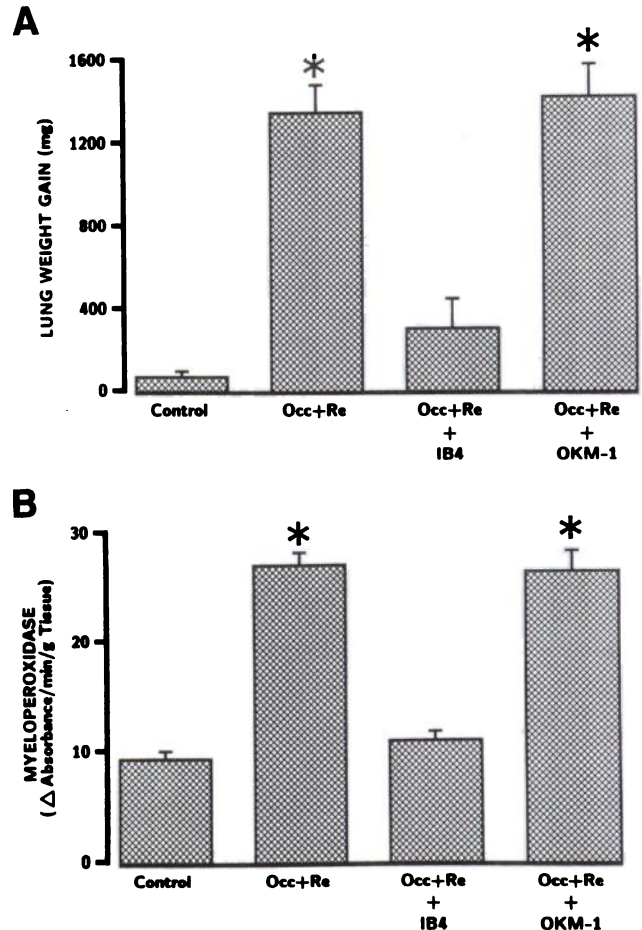 A
LUNG WEIGHT GAIN (mg)
1600
1200
800
400
0
*
*
Control
Occ+Re
Occ+Re
+
IB4
Occ+Re
+
OKM-1
B
MYELOPEROXIDASE
(△ Absorbance/min/g Tissue)
30
20
10
0
*
*
Control
Occ+Re
Occ+Re
+
IB4
Occ+Re
+
OKM-1